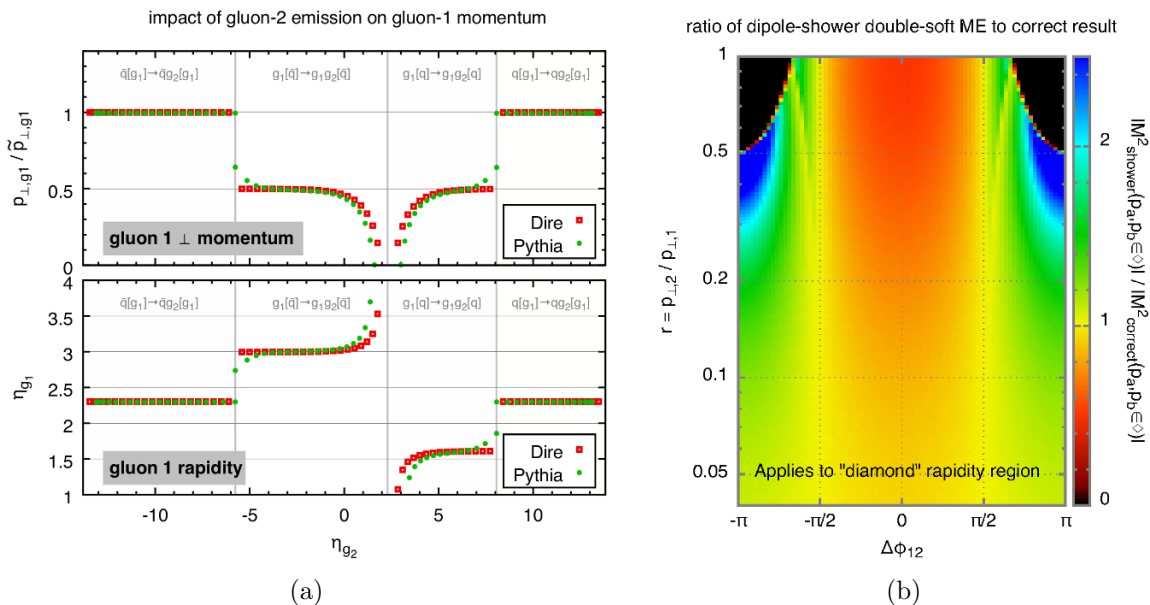 impact of gluon-2 emission on gluon-1 momentum
q̄[g₁]→q̄g₂[g₁]
g₁[q̄]→g₁g₂[q̄]
g₁[q]→g₁g₂[q]
q[g₁]→qg₂[g₁]
p⊥,g1 / p̃⊥,g1
1
0.5
0
gluon 1 ⊥ momentum
Dire
Pythia
q̄[g₁]→q̄g₂[g₁]
g₁[q̄]→g₁g₂[q̄]
g₁[q]→g₁g₂[q]
q[g₁]→qg₂[g₁]
η_g₁
4
3.5
3
2.5
2
1.5
1
gluon 1 rapidity
Dire
Pythia
-10
-5
0
5
10
η_g₂
(a)
ratio of dipole-shower double-soft ME to correct result
r = p⊥,2 / p⊥,1
1
0.5
0.2
0.1
0.05
Applies to "diamond" rapidity region
-π
-π/2
0
π/2
π
Δϕ₁₂
2
1
0
|M²shower(pₐ,p_b∈◇)| / |M²correct(pₐ,p_b∈◇)|
(b)